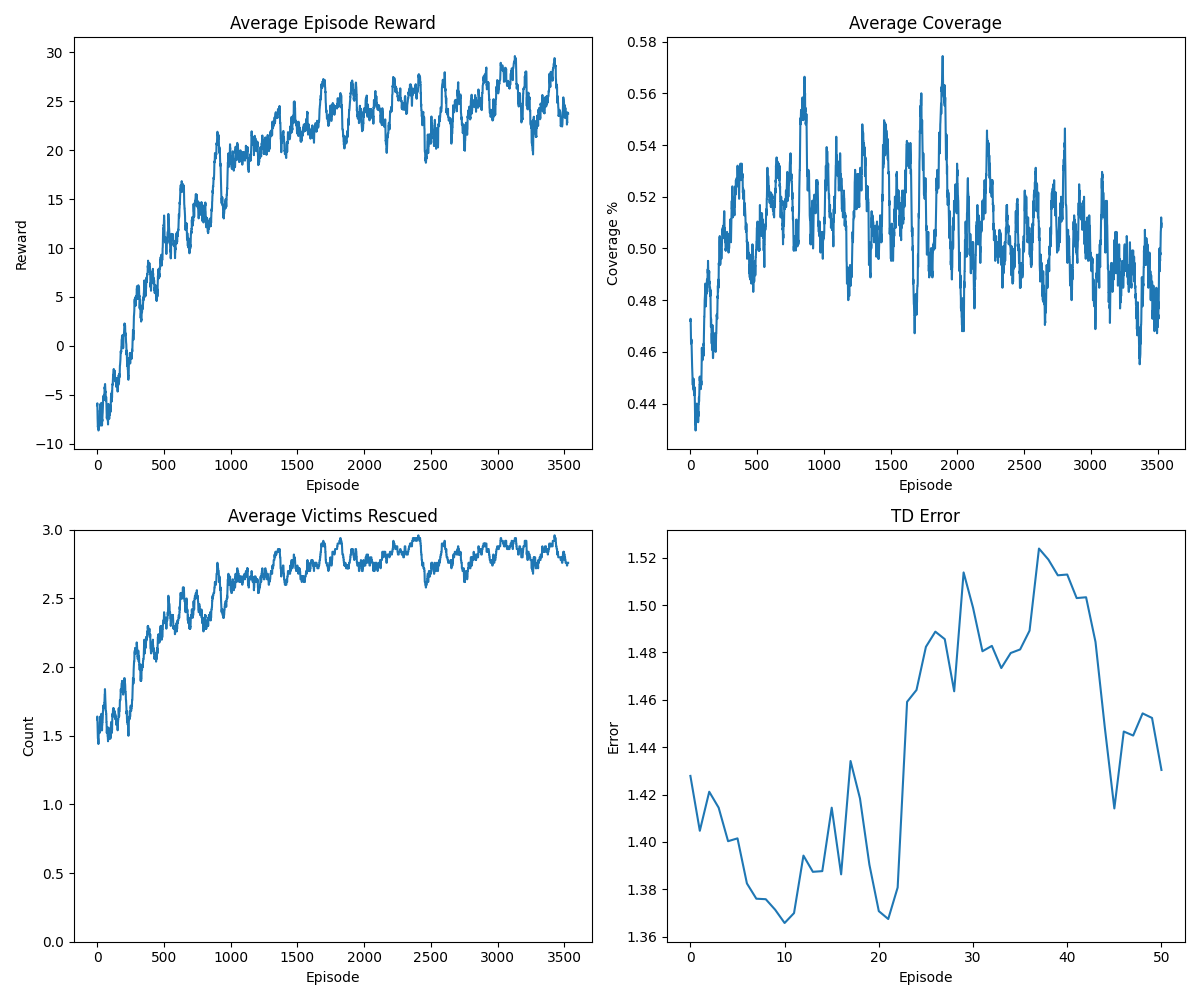 Average Episode Reward
Reward
30
25
20
15
10
5
0
−5
−10
0 500 1000 1500 2000 2500 3000 3500
Episode
Average Coverage
Coverage %
0.58
0.56
0.54
0.52
0.50
0.48
0.46
0.44
0 500 1000 1500 2000 2500 3000 3500
Episode
Average Victims Rescued
Count
3.0
2.5
2.0
1.5
1.0
0.5
0.0
0 500 1000 1500 2000 2500 3000 3500
Episode
TD Error
Error
1.52
1.50
1.48
1.46
1.44
1.42
1.40
1.38
1.36
0 10 20 30 40 50
Episode